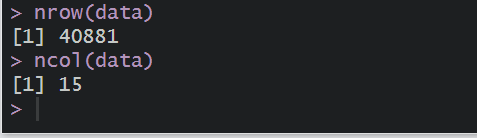 > nrow(data)
[1] 40881
> ncol(data)
[1] 15
>